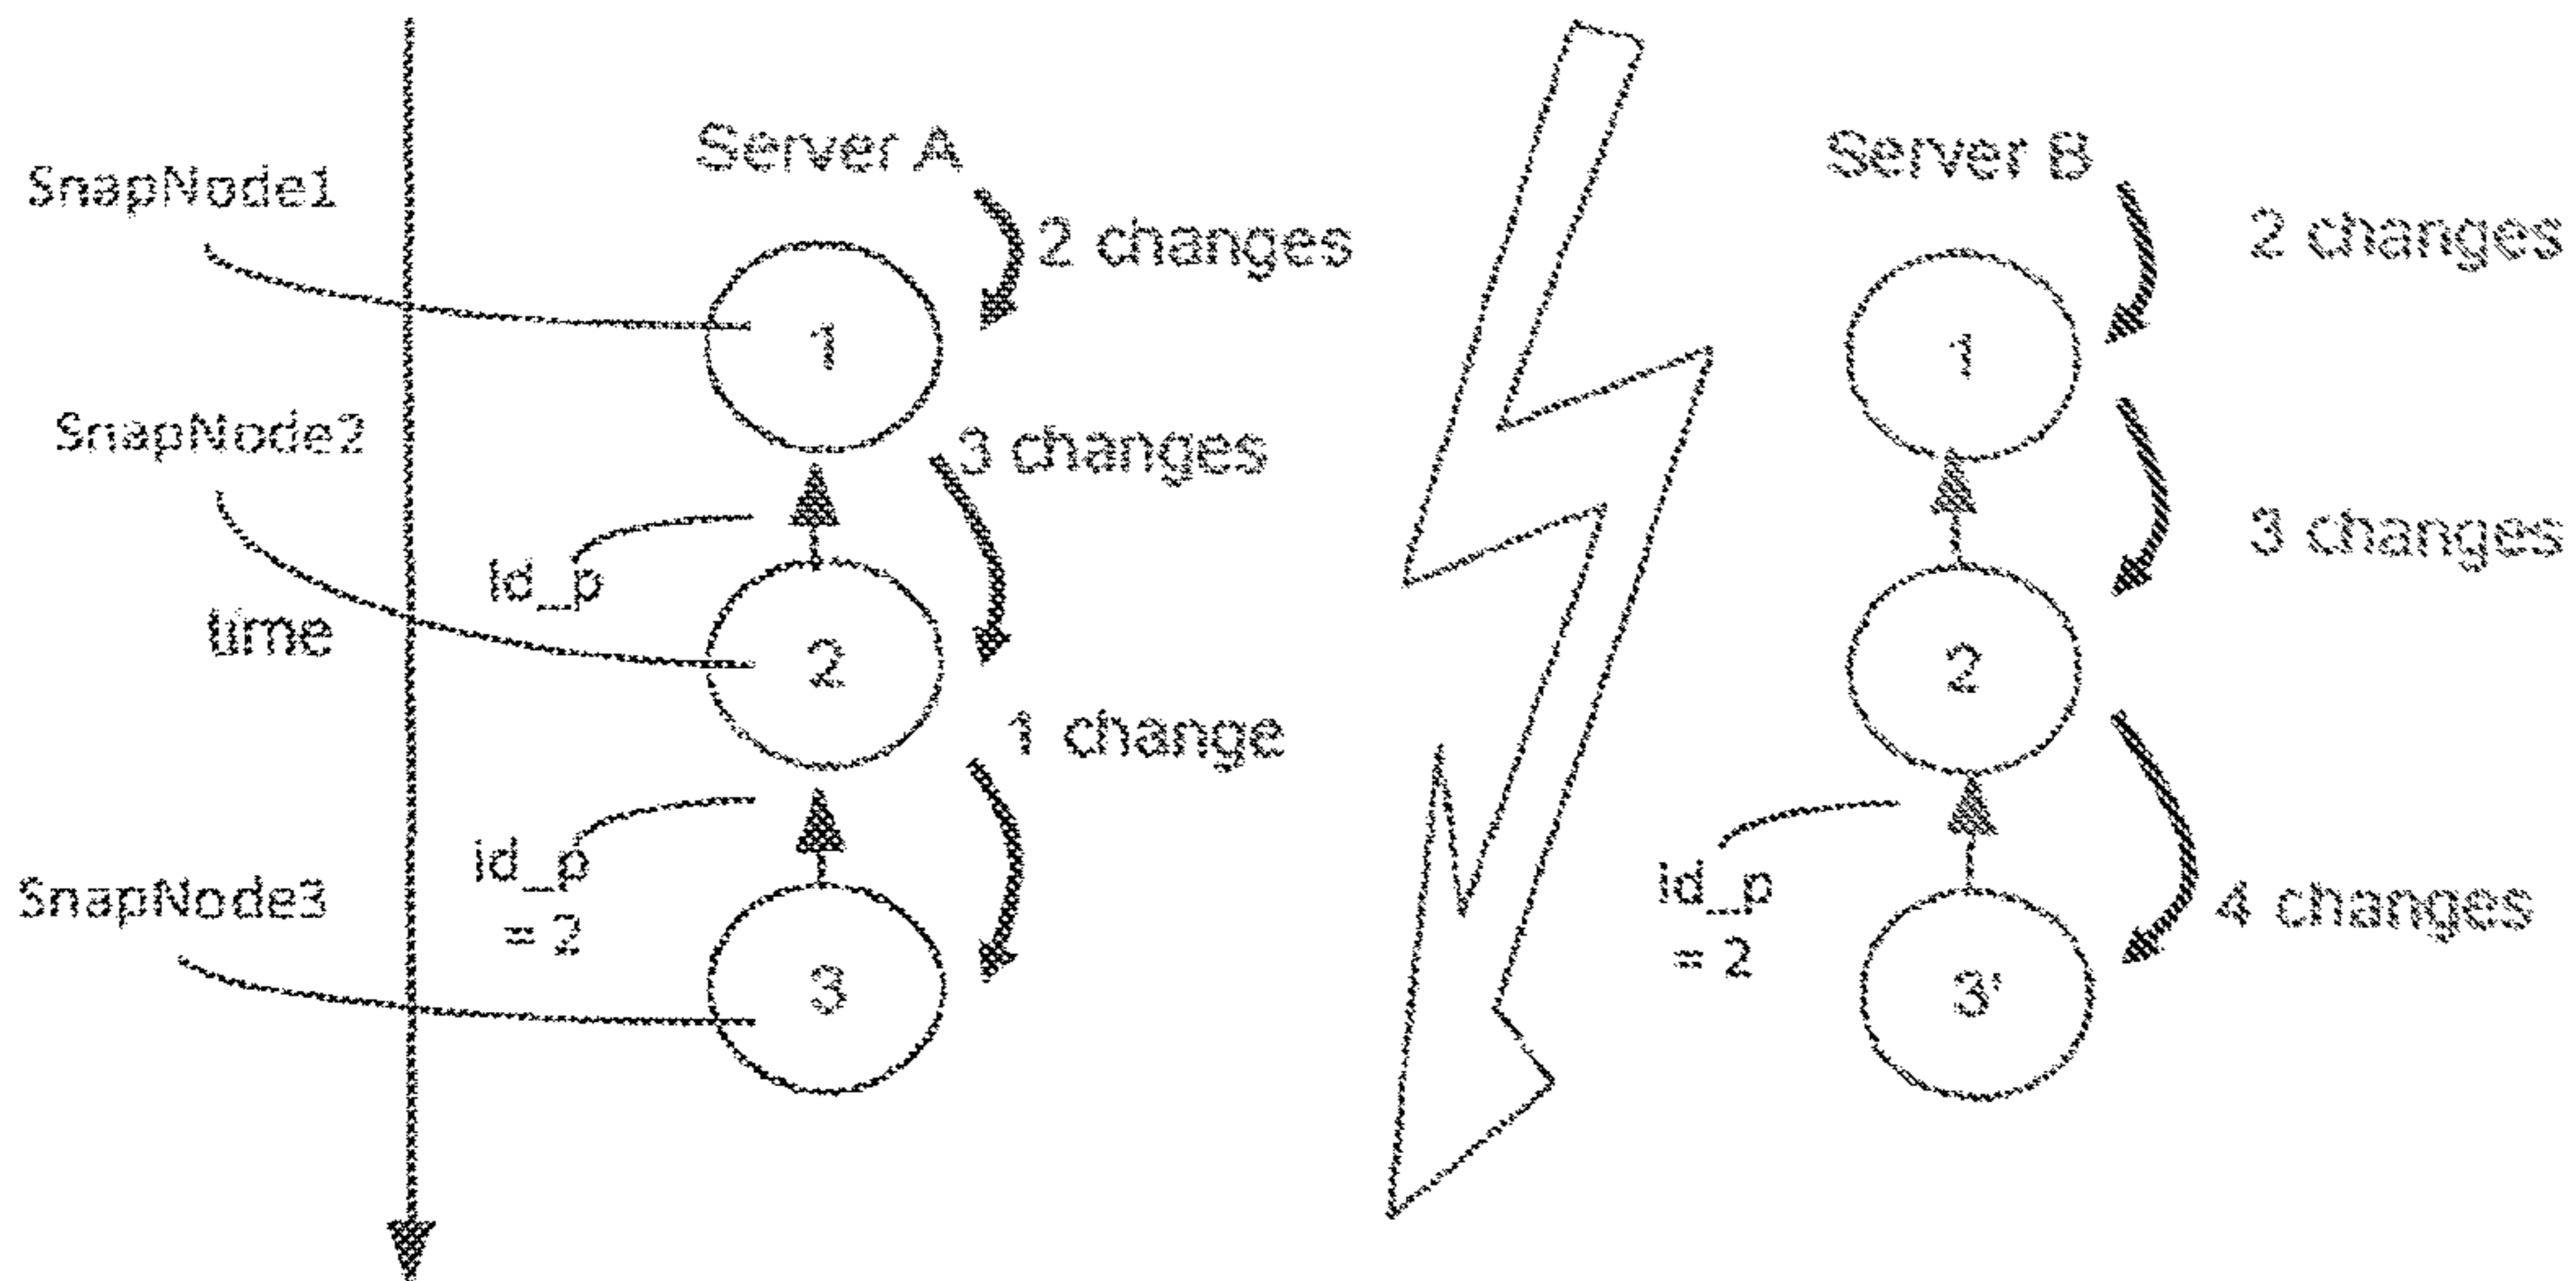 Server A
Server B
SnapNode1
2 changes
2 changes
1
1
SnapNode2
3 changes
3 changes
id_p
time
2
2
1 change
id_p
= 2
id_p
= 2
SnapNode3
4 changes
3
3'